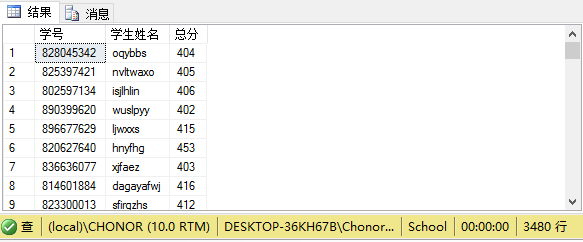 结果 消息
学号 学生姓名 总分
1 828045342 oqybbs 404
2 825397421 nvltwaxo 405
3 802597134 isjlhlin 406
4 890399620 wuslpyy 402
5 896677629 ljwxxs 415
6 820627640 hnyfhg 453
7 836636077 xjfaez 403
8 814601884 dagayafwj 416
9 823300013 sfirgzhs 412
查 (local)\CHONOR (10.0 RTM) DESKTOP-36KH67B\Chonor... School 00:00:00 3480 行